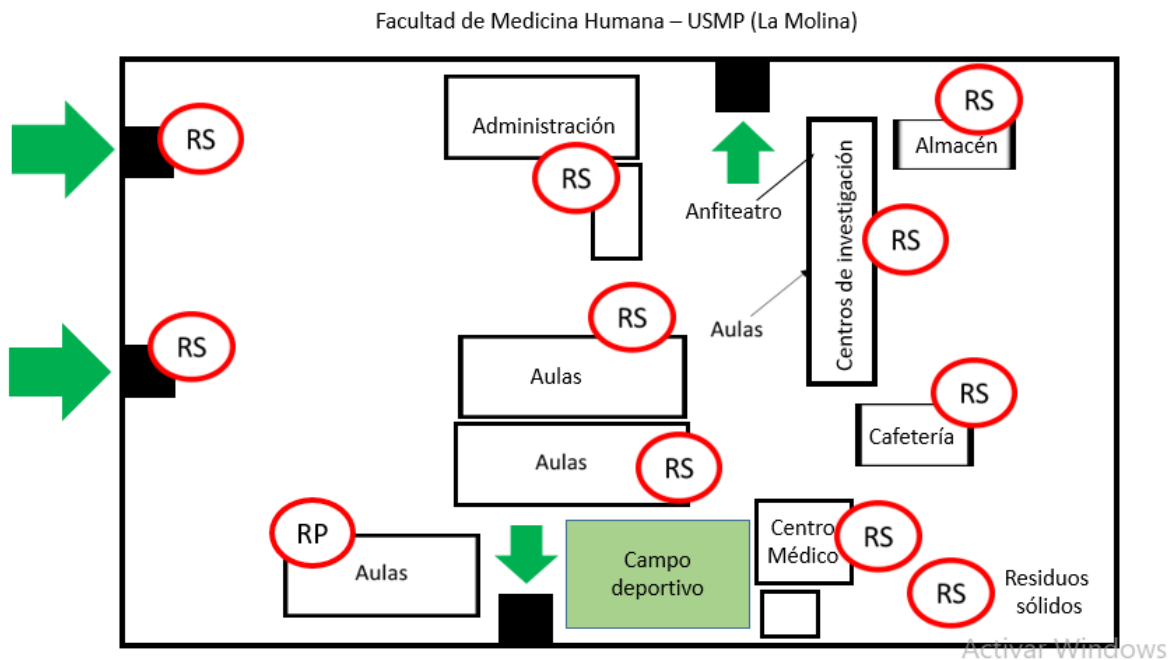 Facultad de Medicina Humana – USMP (La Molina)
RS
RS
Administración
RS
Almacén
RS
Anfiteatro
Centros de investigación
RS
Aulas
RS
RS
Aulas
RS
Cafetería
Aulas
RS
RP
Aulas
Campo
deportivo
Centro
Médico
RS
RS
Residuos
sólidos
Activar Windows